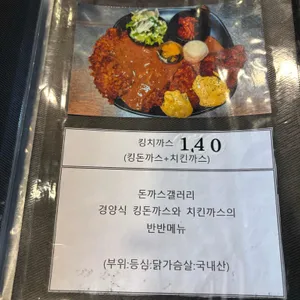 킹치까스 1,4 0
(킹돈까스+치킨까스)
돈까스갤러리
경양식 킹돈까스와 치킨까스의
반반메뉴
(부위:등심:닭가슴살:국내산)